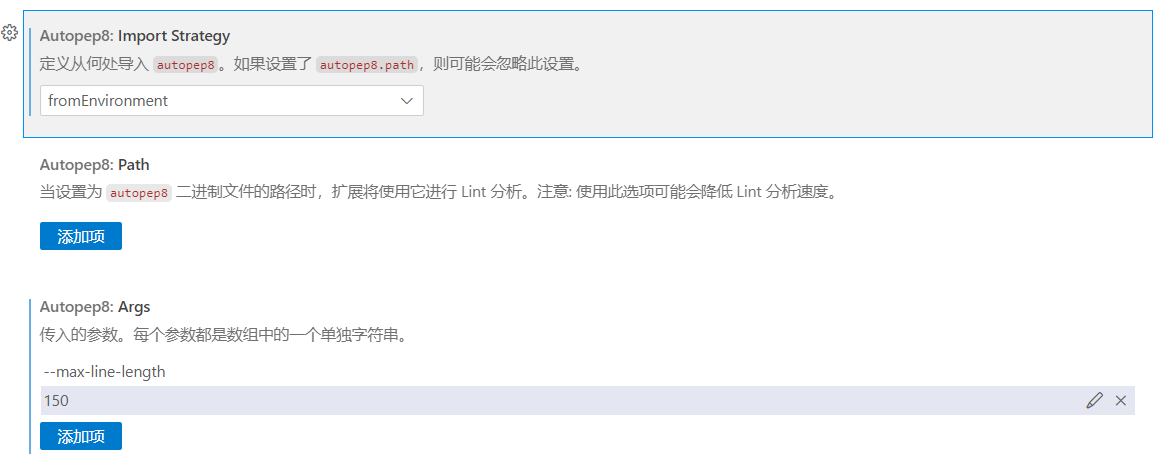 Autopep8: Import Strategy
定义从何处导入 autopep8。如果设置了 autopep8.path，则可能会忽略此设置。
fromEnvironment
Autopep8: Path
当设置为 autopep8 二进制文件的路径时，扩展将使用它进行 Lint 分析。注意: 使用此选项可能会降低 Lint 分析速度。
添加项
Autopep8: Args
传入的参数。每个参数都是数组中的一个单独字符串。
--max-line-length
150
添加项